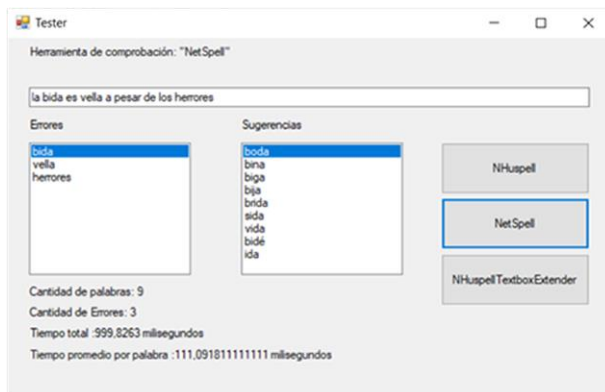 Tester
Herramienta de comprobación: "NetSpell"
la bida es vella a pesar de los herrores
Errores
bida
vella
herrores
Sugerencias
boda
bina
biga
bija
brida
sida
vida
bidé
ida
NHuspell
NetSpell
NHuspellTextboxExtender
Cantidad de palabras: 9
Cantidad de Errores: 3
Tiempo total :999,8263 milisegundos
Tiempo promedio por palabra :111,091811111111 milisegundos